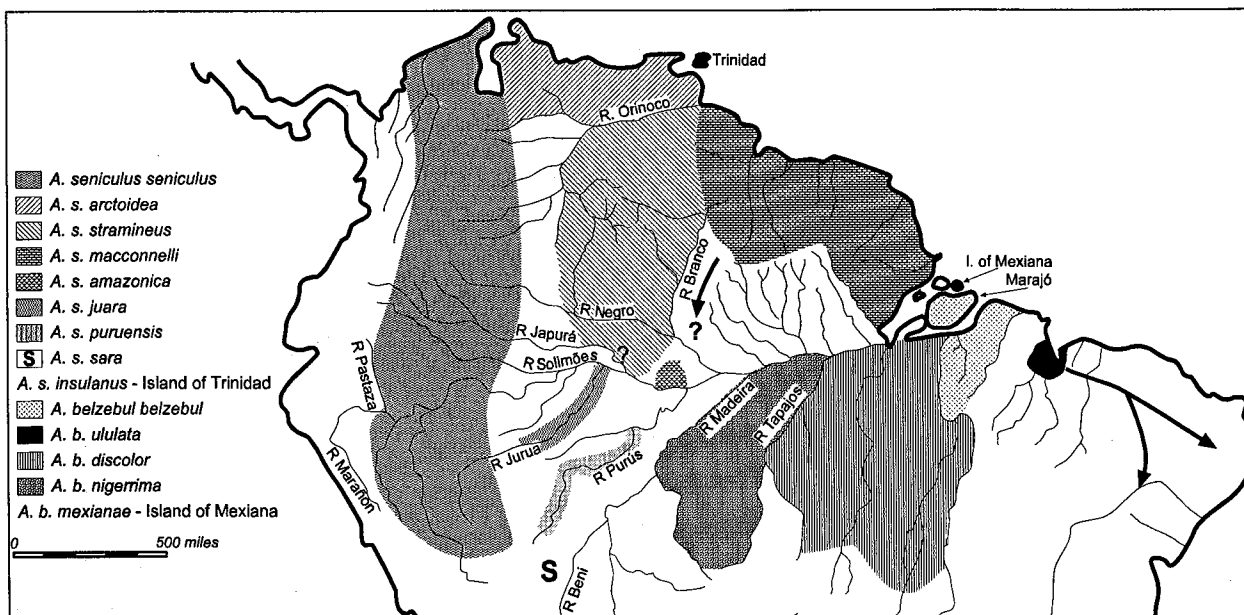 Trinidad
R. Orinoco
I. of Mexiana
Marajó
R Branco
?
R Negro
R Japurá
?
R Solimões
R Pastaza
R Madeira
R Tapajos
R Jurua
R Purús
R Marañón
S
R Beni
A. seniculus seniculus
A. s. arctoidea
A. s. stramineus
A. s. macconnelli
A. s. amazonica
A. s. juara
A. s. puruensis
S A. s. sara
A. s. insulanus - Island of Trinidad
A. belzebul belzebul
A. b. ululata
A. b. discolor
A. b. nigerrima
A. b. mexianae - Island of Mexiana
0 500 miles